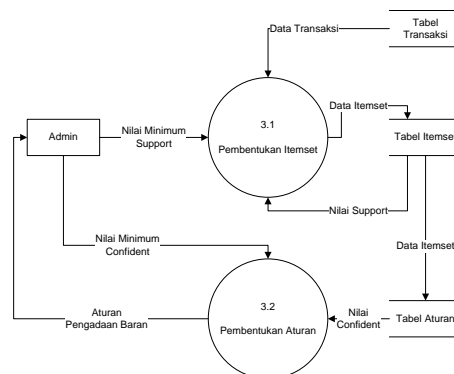 Tabel
Transaksi
Data Transaksi
3.1
Pembentukan Itemset
Data Itemset
Admin
Nilai Minimum
Support
Tabel Itemset
Nilai Support
Nilai Minimum
Confident
Data Itemset
3.2
Pembentukan Aturan
Aturan
Pengadaan Baran
Nilai
Confident
Tabel Aturan